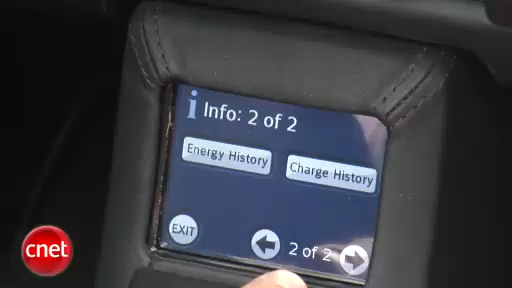 i Info: 2 of 2
Energy History
Charge History
EXIT
2 of 2
cnet